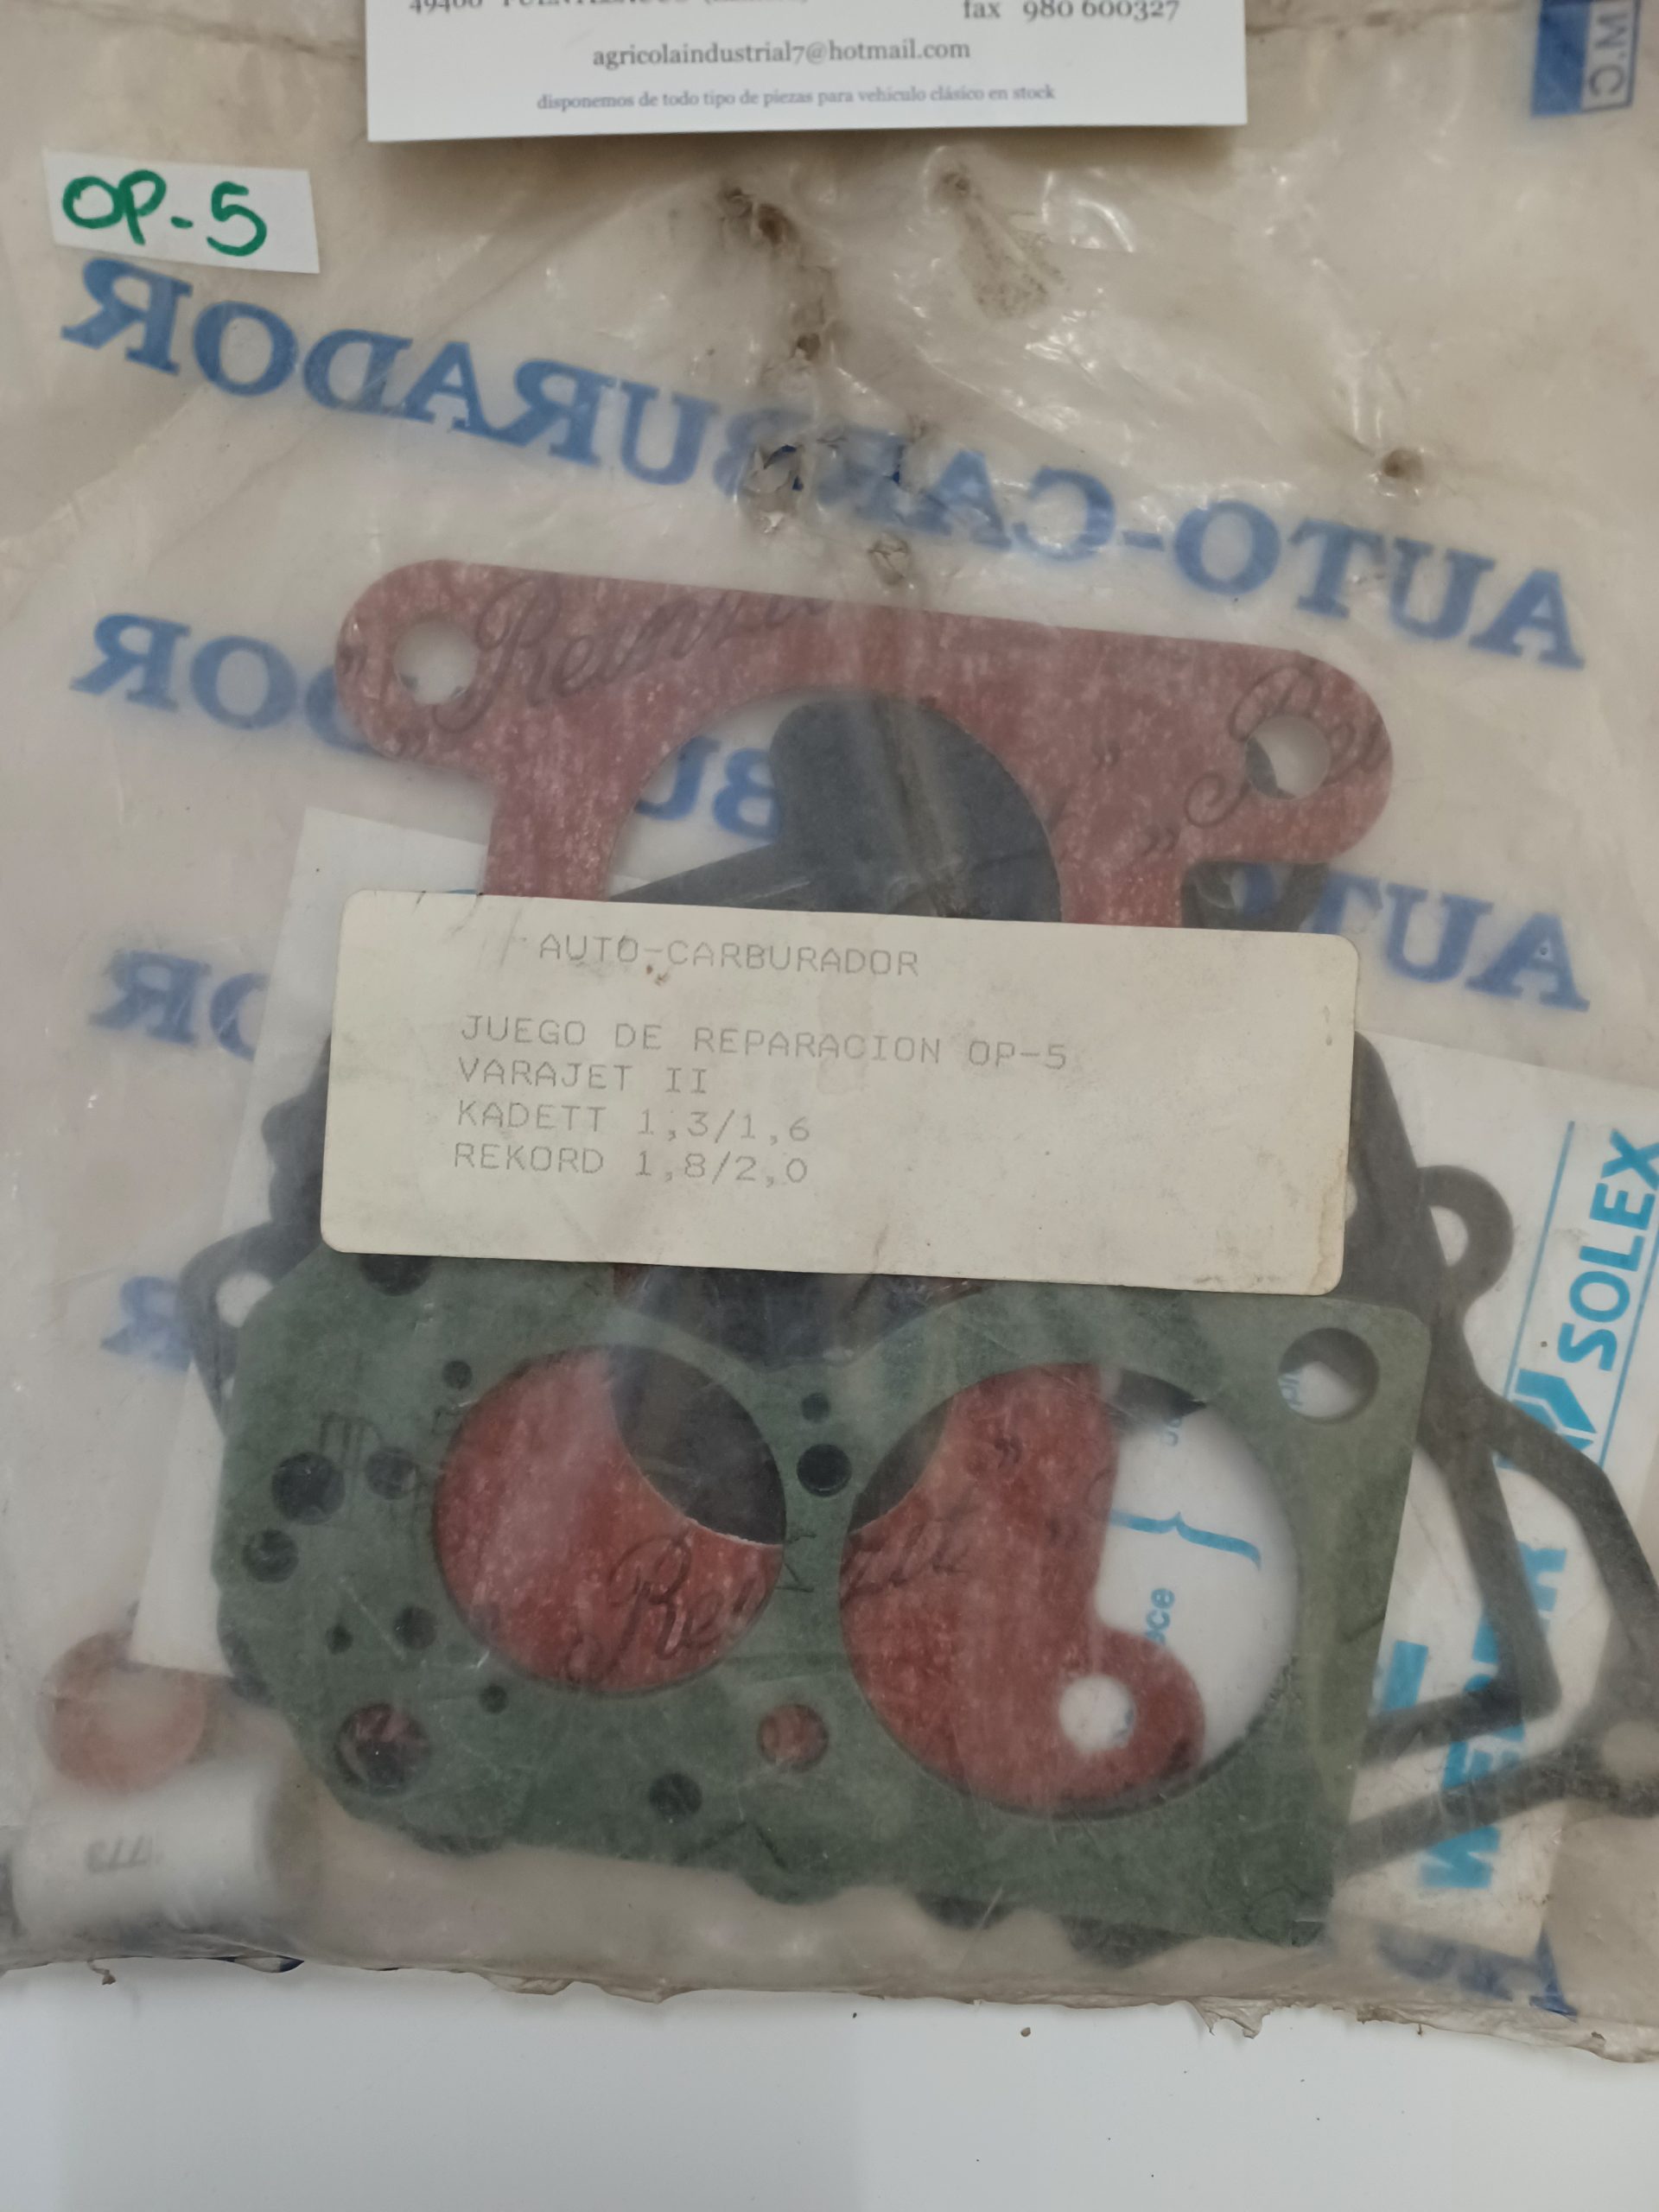 fax 980 600327
agricolaindustrial7@hotmail.com
disponemos de todo tipo de piezas para vehiculo clásico en stock
M.C
OP-5
AUTO-CARBURADOR
Reinz
AUTO-CARBURADOR
JUEGO DE REPARACION OP-5
VARAJET II
KADETT 1,3/1,6
REKORD 1,8/2,0
SOLEX
WEBER